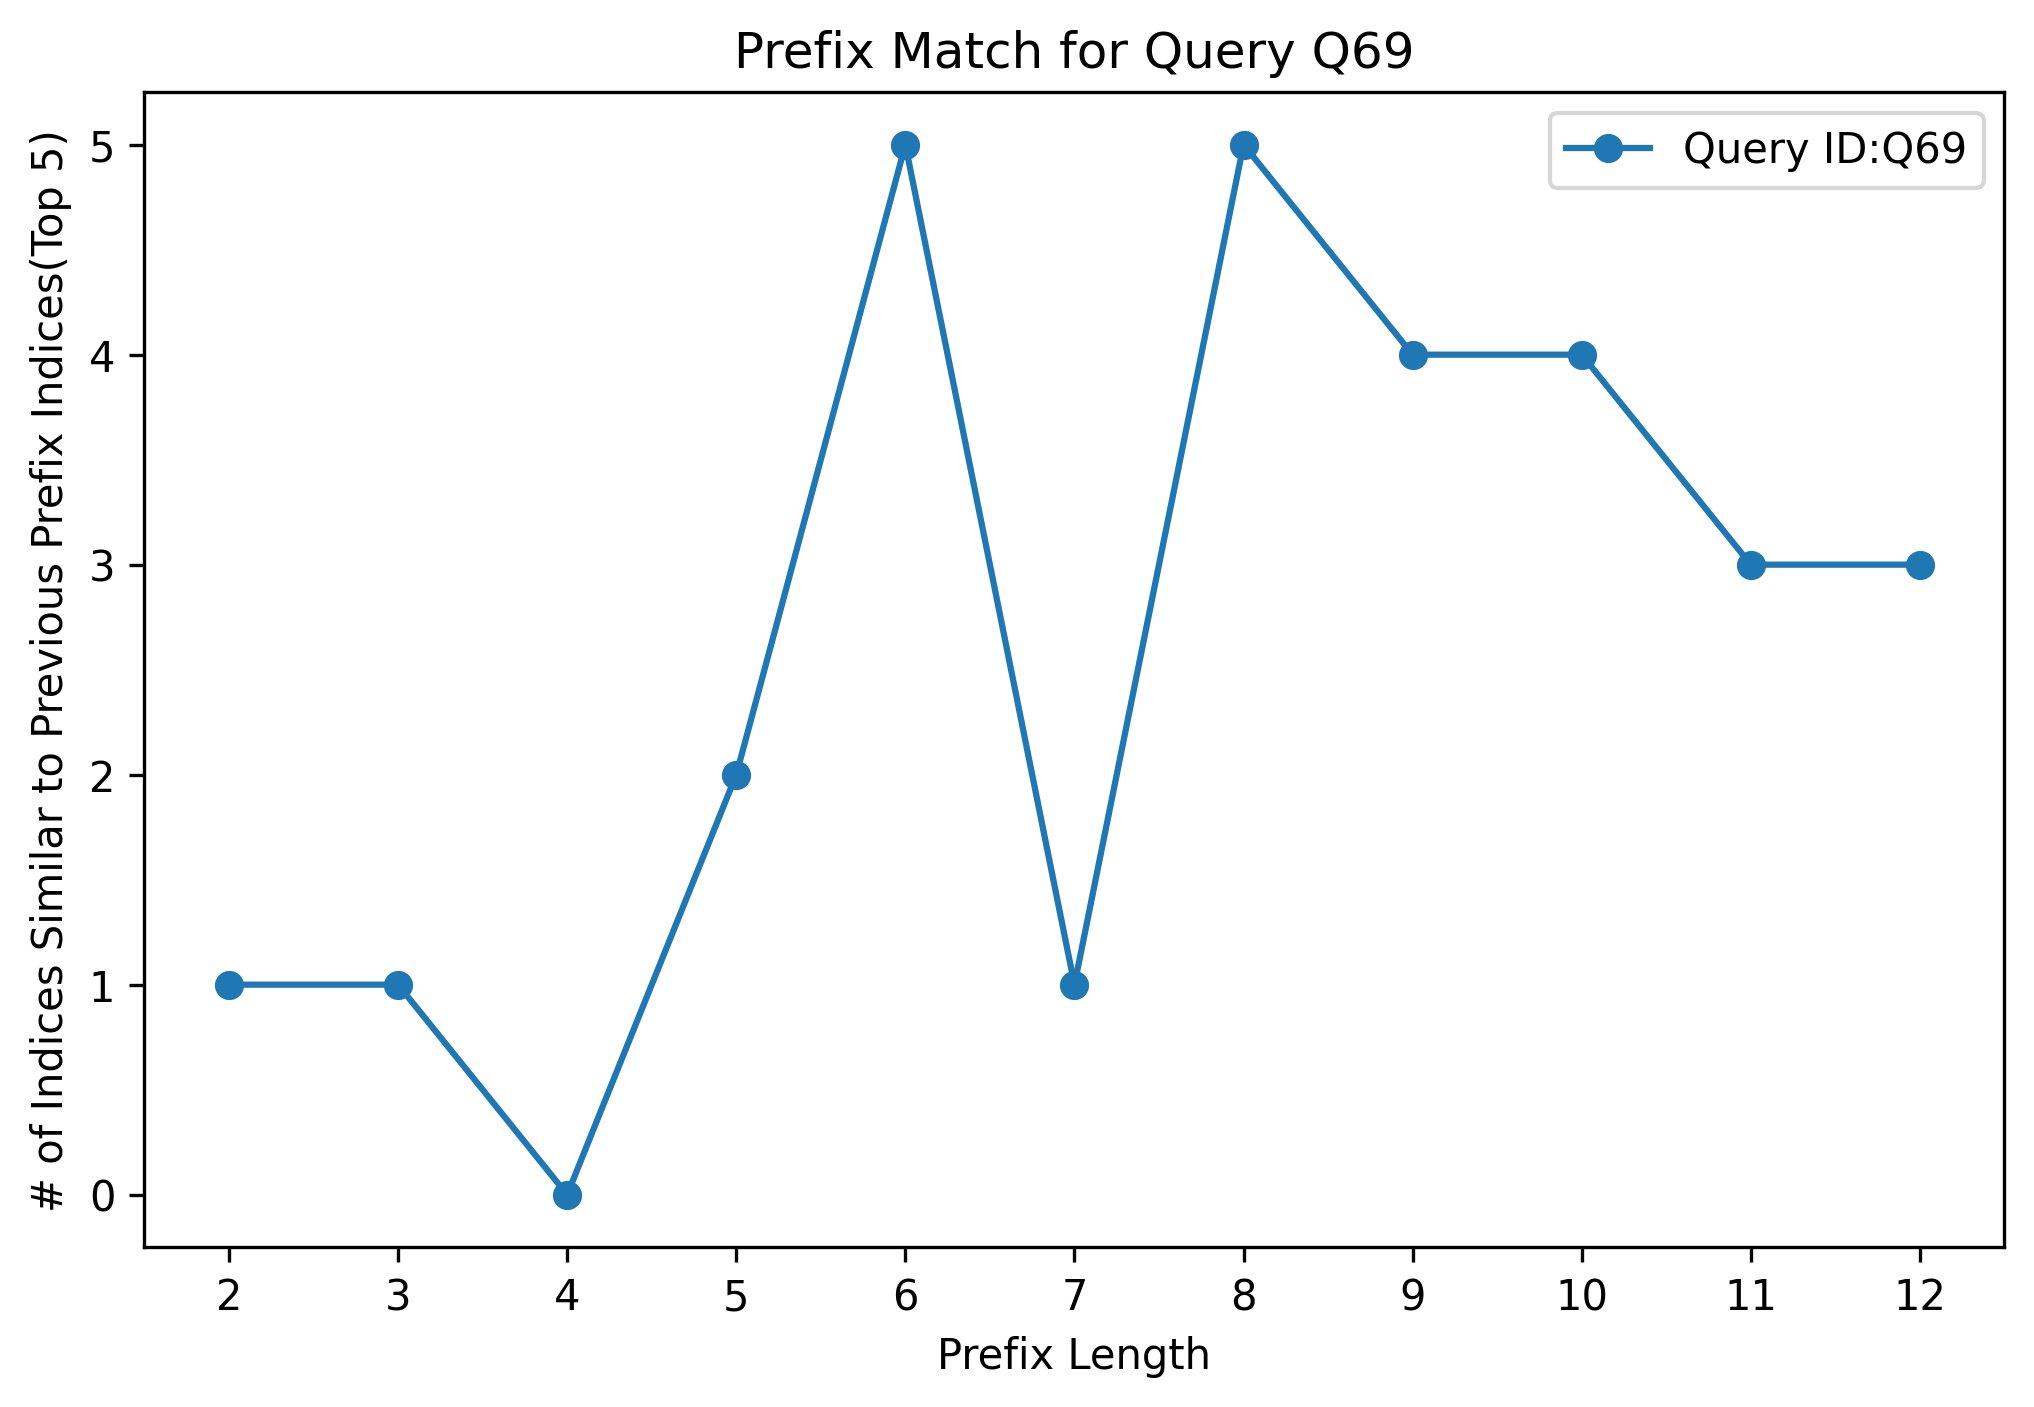 Prefix Match for Query Q69
Query ID:Q69
# of Indices Similar to Previous Prefix Indices(Top 5)
5
4
3
2
1
0
2 3 4 5 6 7 8 9 10 11 12
Prefix Length